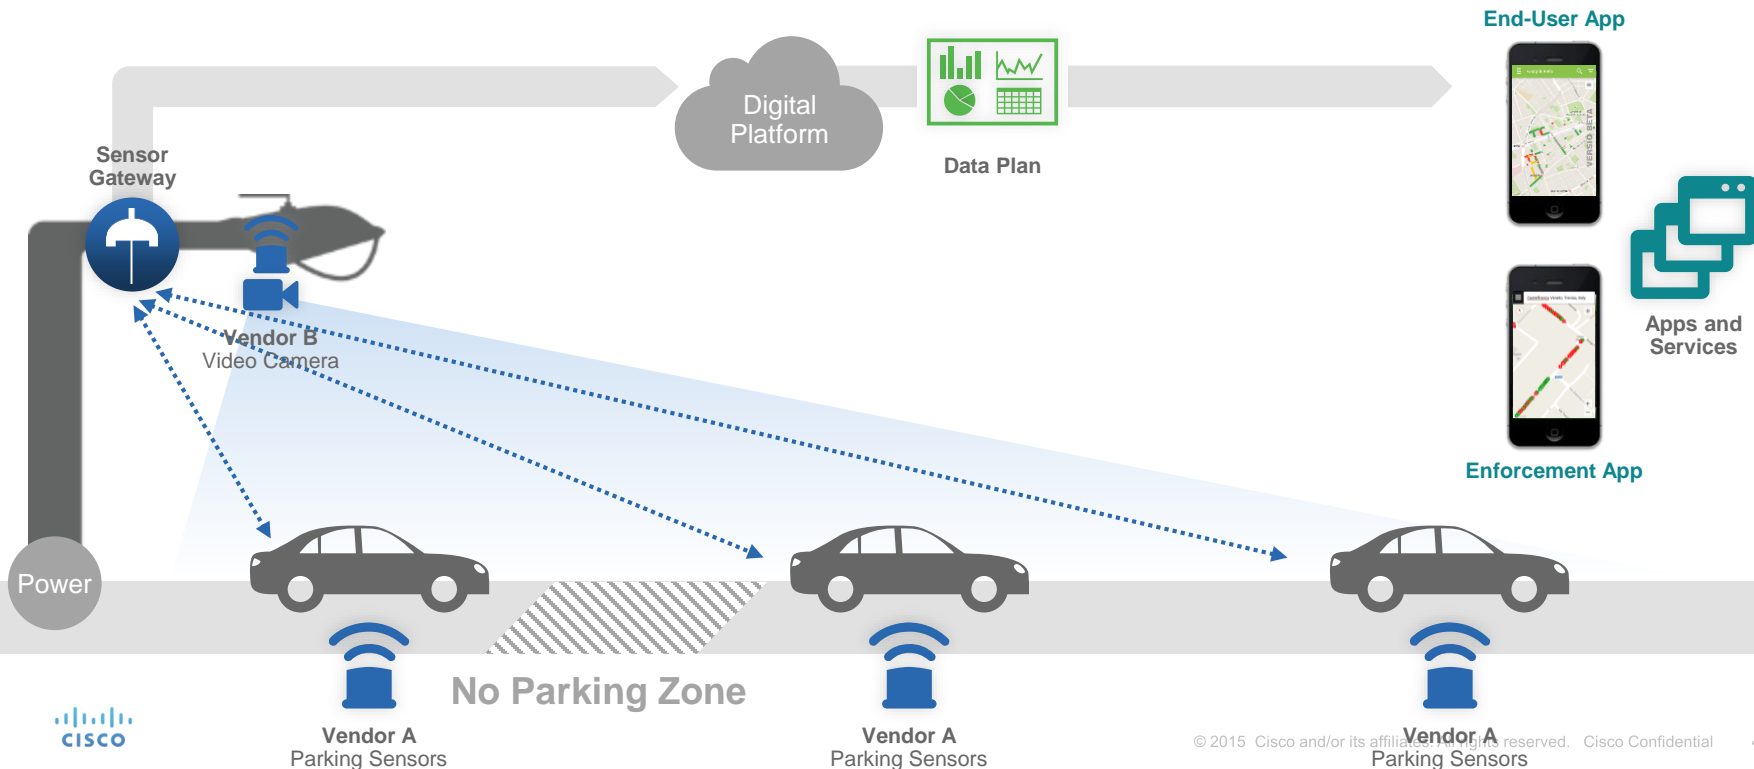 End-User App
Digital
Platform
Data Plan
Sensor
Gateway
VERSIO BETA
Vendor B
Video Camera
Apps and
Services
Enforcement App
Power
No Parking Zone
Vendor A
Parking Sensors
Vendor A
Parking Sensors
Vendor A
Parking Sensors
CISCO
© 2015 Cisco and/or its affiliates. All rights reserved. Cisco Confidential